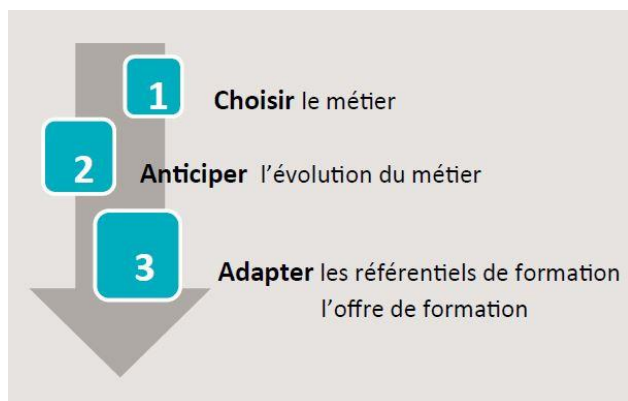 1 Choisir le métier
2 Anticiper l'évolution du métier
3 Adapter les référentiels de formation
l'offre de formation